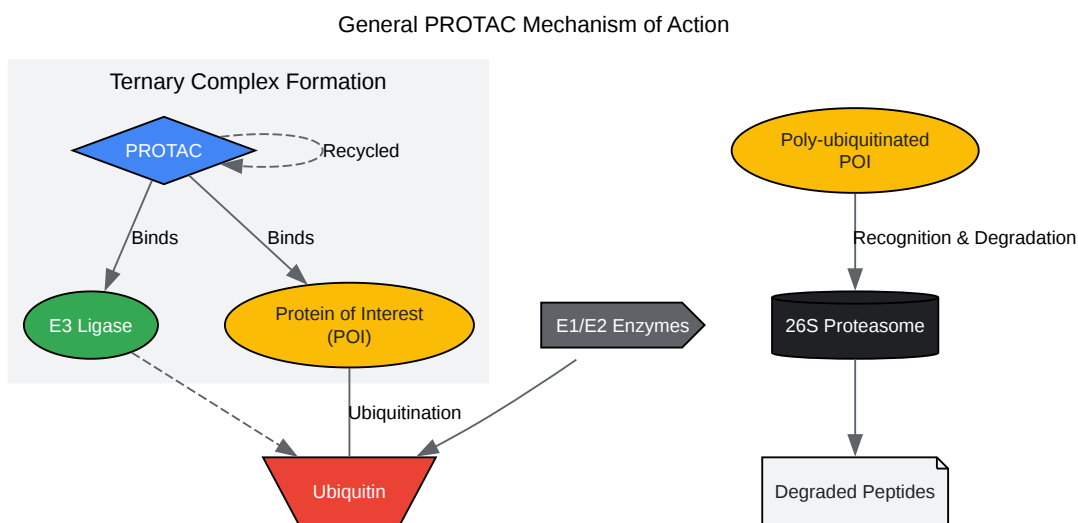 General PROTAC Mechanism of Action
Ternary Complex Formation
PROTAC
Recycled
Binds
Binds
E3 Ligase
Protein of Interest
(POI)
E1/E2 Enzymes
Ubiquitination
Ubiquitin
Poly-ubiquitinated
POI
Recognition & Degradation
26S Proteasome
Degraded Peptides